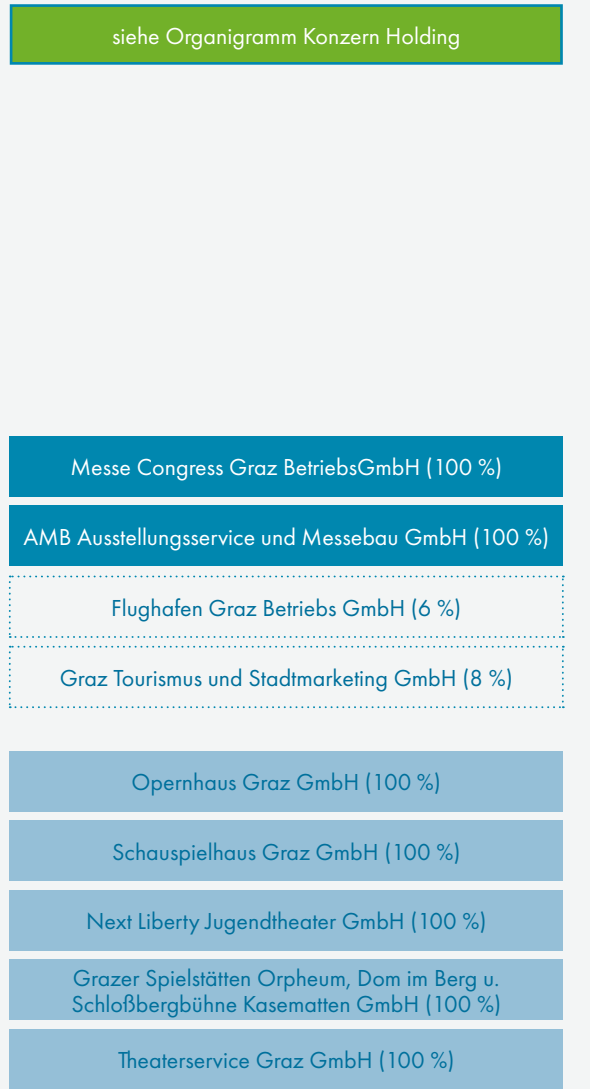 siehe Organigramm Konzern Holding
Messe Congress Graz BetriebsGmbH (100 %)
AMB Ausstellungsservice und Messebau GmbH (100 %)
Flughafen Graz Betriebs GmbH (6 %)
Graz Tourismus und Stadtmarketing GmbH (8 %)
Opernhaus Graz GmbH (100 %)
Schauspielhaus Graz GmbH (100 %)
Next Liberty Jugendtheater GmbH (100 %)
Grazer Spielstätten Orpheum, Dom im Berg u.
Schloßbergbühne Kasematten GmbH (100 %)
Theaterservice Graz GmbH (100 %)